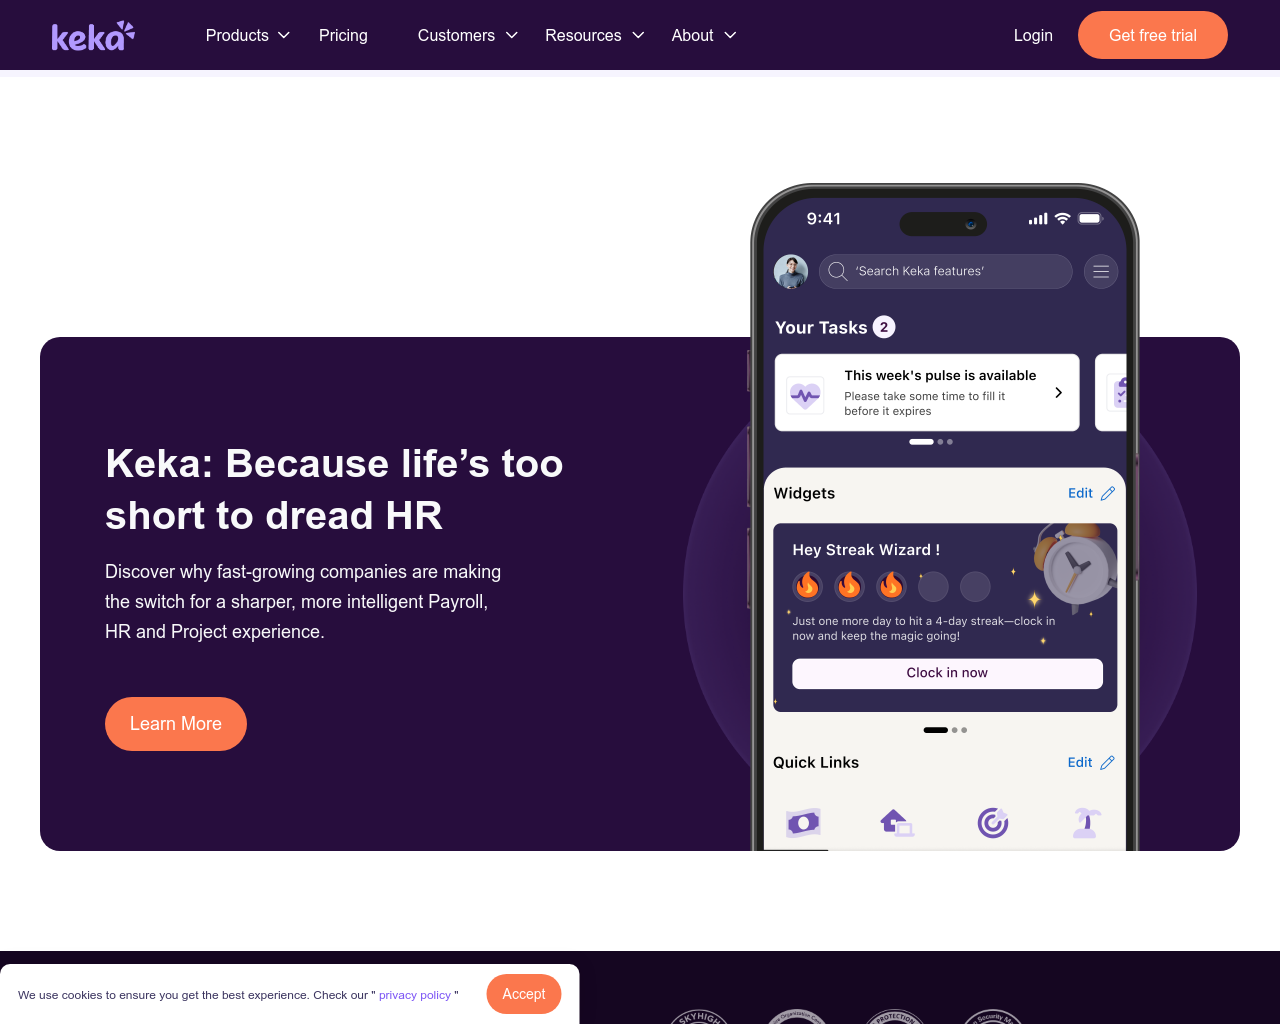 keka
Products
Pricing
Customers
Resources
About
Login
Get free trial
9:41
'Search Keka features'
Your Tasks 2
This week's pulse is available
Please take some time to fill it
before it expires
Widgets
Edit
Hey Streak Wizard !
Just one more day to hit a 4-day streak—clock in
now and keep the magic going!
Clock in now
Quick Links
Edit
Keka: Because life’s too
short to dread HR
Discover why fast-growing companies are making
the switch for a sharper, more intelligent Payroll,
HR and Project experience.
Learn More
We use cookies to ensure you get the best experience. Check our " privacy policy "
Accept
SKYHIGH
PROTECTION